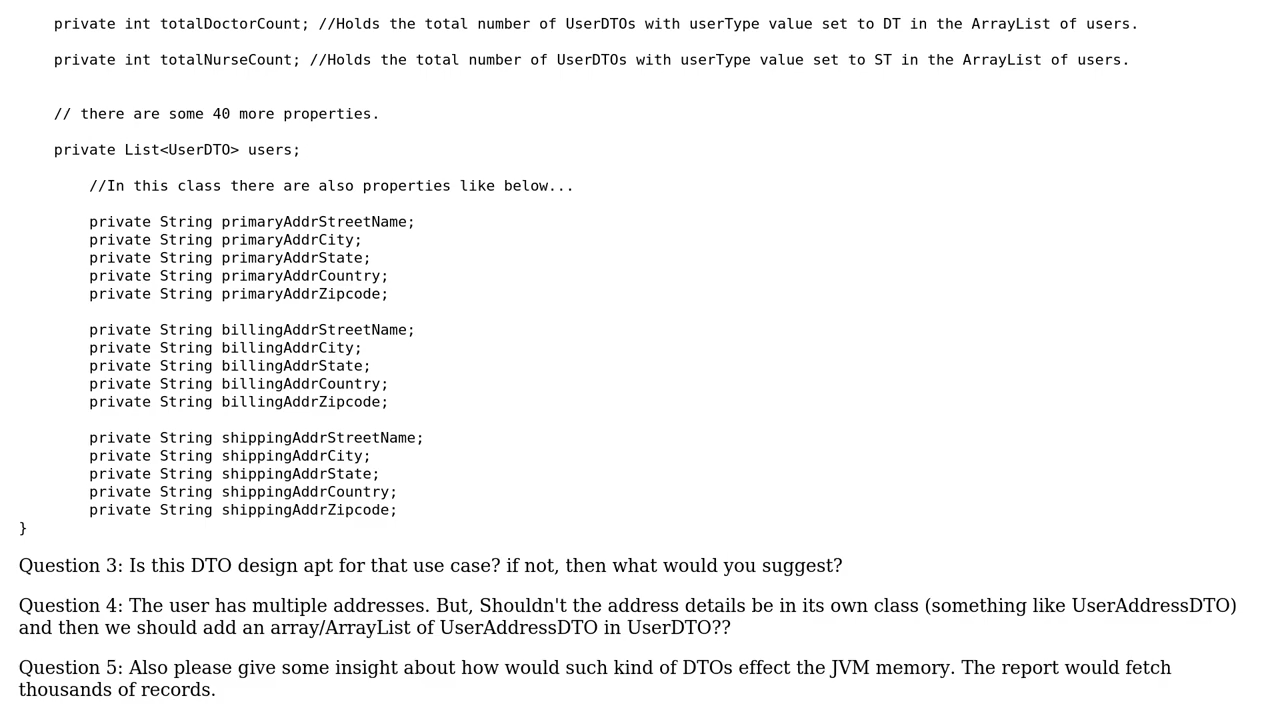 private int totalDoctorCount; //Holds the total number of UserDTOs with userType value set to DT in the ArrayList of users.
private int totalNurseCount; //Holds the total number of UserDTOs with userType value set to ST in the ArrayList of users.
// there are some 40 more properties.
private List<UserDTO> users;
//In this class there are also properties like below...
private String primaryAddrStreetName;
private String primaryAddrCity;
private String primaryAddrState;
private String primaryAddrCountry;
private String primaryAddrZipcode;
private String billingAddrStreetName;
private String billingAddrCity;
private String billingAddrState;
private String billingAddrCountry;
private String billingAddrZipcode;
private String shippingAddrStreetName;
private String shippingAddrCity;
private String shippingAddrState;
private String shippingAddrCountry;
private String shippingAddrZipcode;
}
Question 3: Is this DTO design apt for that use case? if not, then what would you suggest?
Question 4: The user has multiple addresses. But, Shouldn't the address details be in its own class (something like UserAddressDTO)
and then we should add an array/ArrayList of UserAddressDTO in UserDTO??
Question 5: Also please give some insight about how would such kind of DTOs effect the JVM memory. The report would fetch
thousands of records.